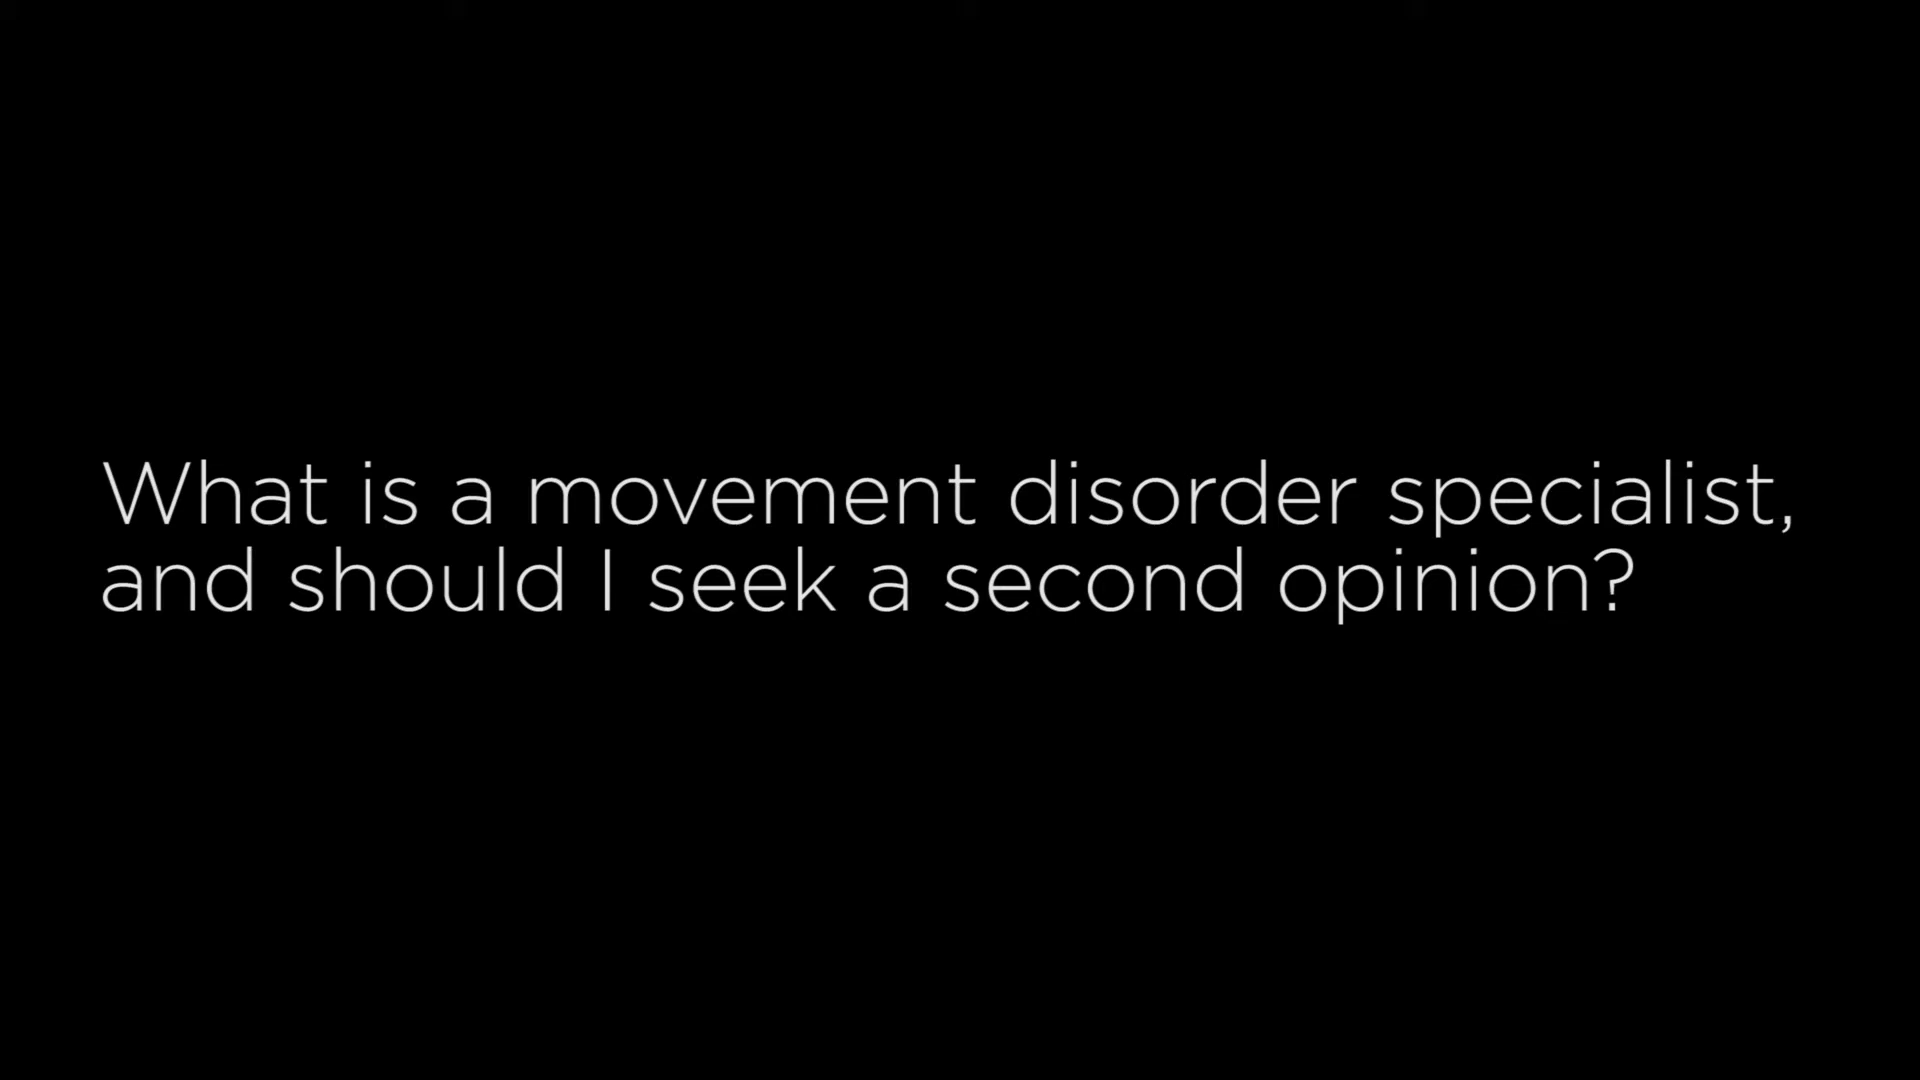 What is a movement disorder specialist,
and should I seek a second opinion?